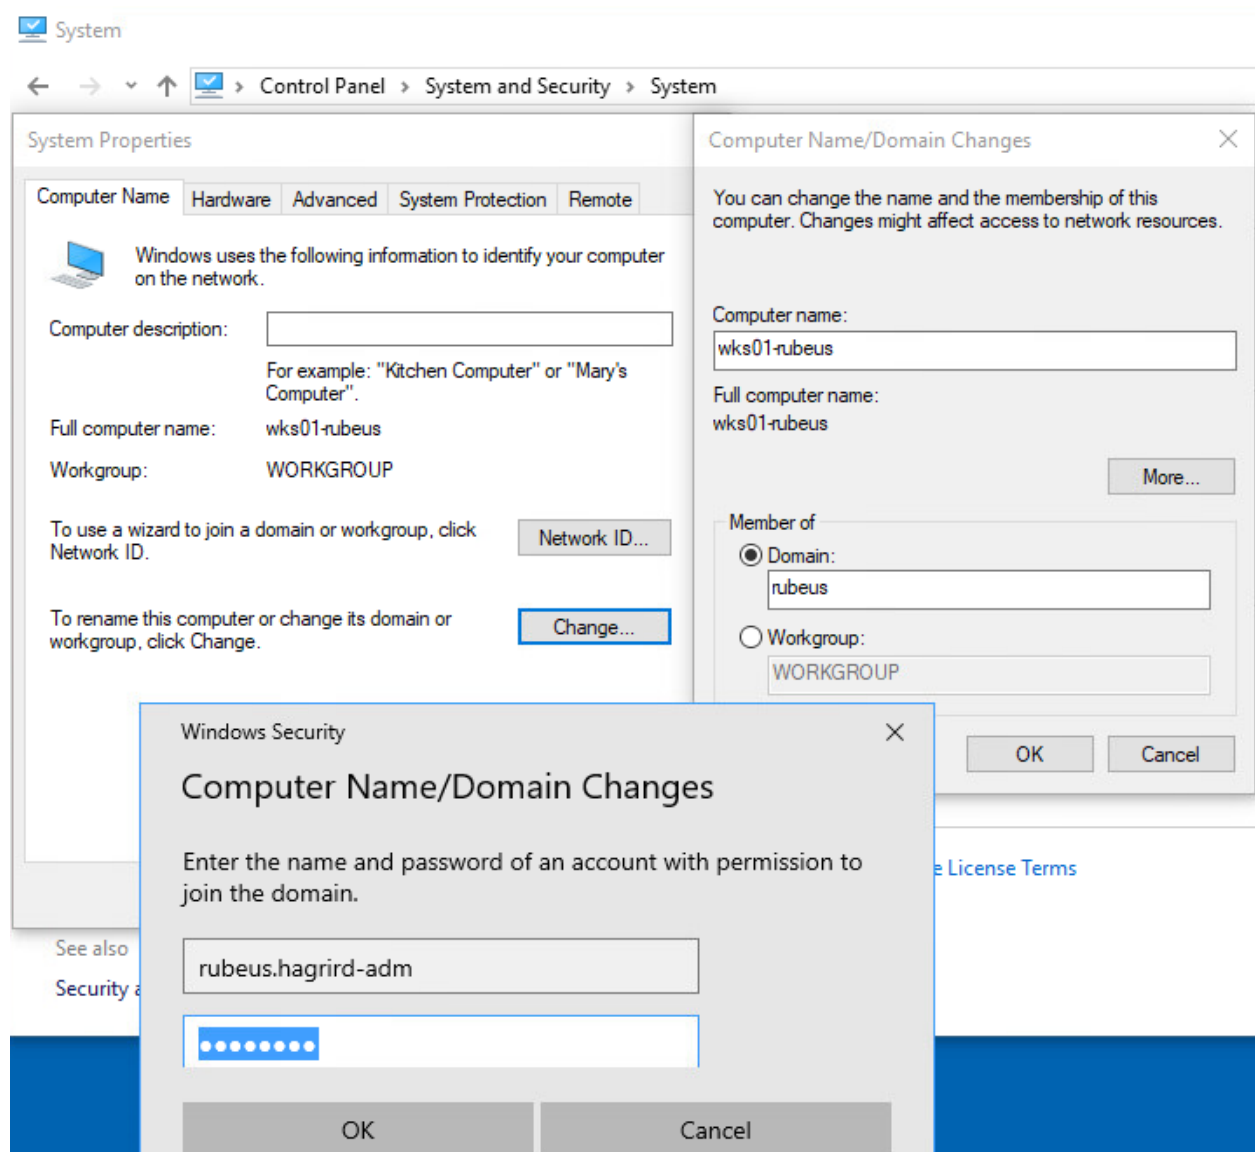 System
Control Panel > System and Security > System
System Properties
Computer Name
Hardware
Advanced
System Protection
Remote
Windows uses the following information to identify your computer
on the network.
Computer description:
For example: "Kitchen Computer" or "Mary's
Computer".
Full computer name:
wks01-rubeus
Workgroup:
WORKGROUP
To use a wizard to join a domain or workgroup, click
Network ID.
Network ID...
To rename this computer or change its domain or
workgroup, click Change.
Change...
Computer Name/Domain Changes
You can change the name and the membership of this
computer. Changes might affect access to network resources.
Computer name:
wks01-rubeus
Full computer name:
wks01-rubeus
More...
Member of
Domain:
rubeus
Workgroup:
WORKGROUP
OK
Cancel
Windows Security
Computer Name/Domain Changes
Enter the name and password of an account with permission to
join the domain.
rubeus.hagrird-adm
●●●●●●●●
OK
Cancel
License Terms
See also
Security